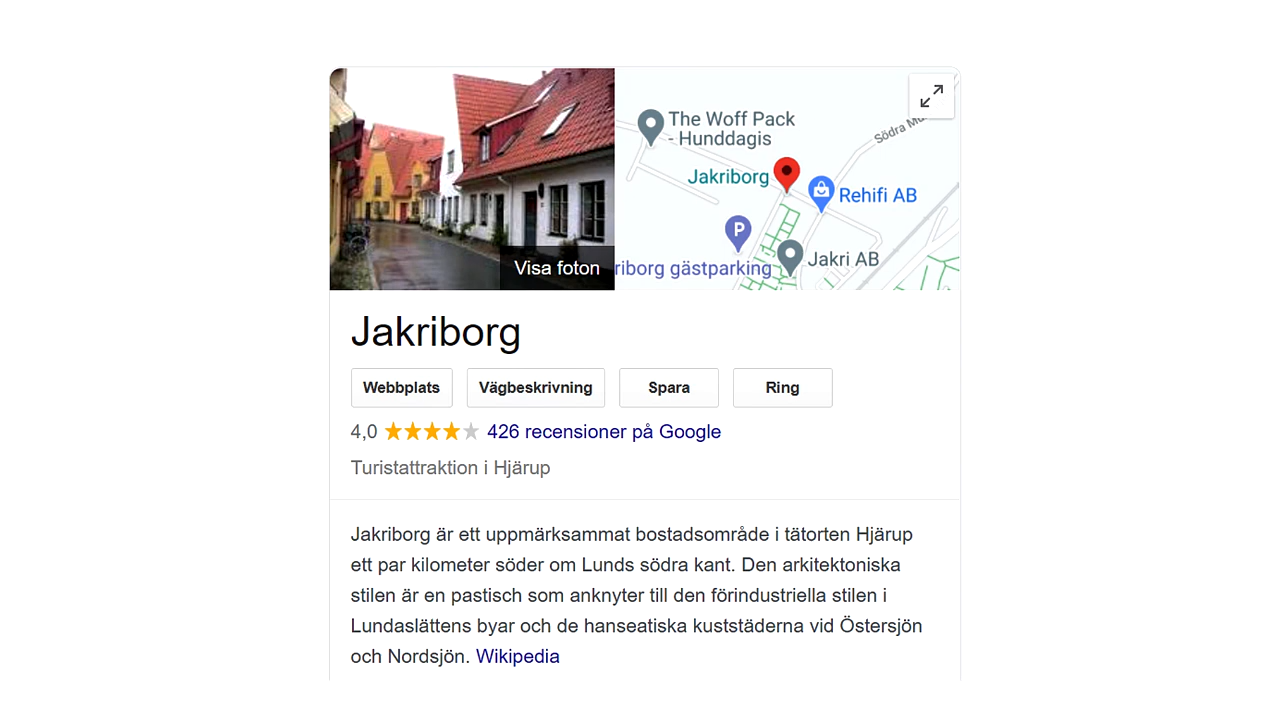 The Woff Pack
- Hunddagis
Södra
Jakriborg
Rehifi AB
P
Jakri AB
riborg gästparking
Visa foton
Jakriborg
Webbplats
Vägbeskrivning
Spara
Ring
4,0 426 recensioner på Google
Turistattraktion i Hjärup
Jakriborg är ett uppmärksammat bostadsområde i tätorten Hjärup
ett par kilometer söder om Lunds södra kant. Den arkitektoniska
stilen är en pastisch som anknyter till den förindustriella stilen i
Lundaslättens byar och de hanseatiska kuststäderna vid Östersjön
och Nordsjön. Wikipedia